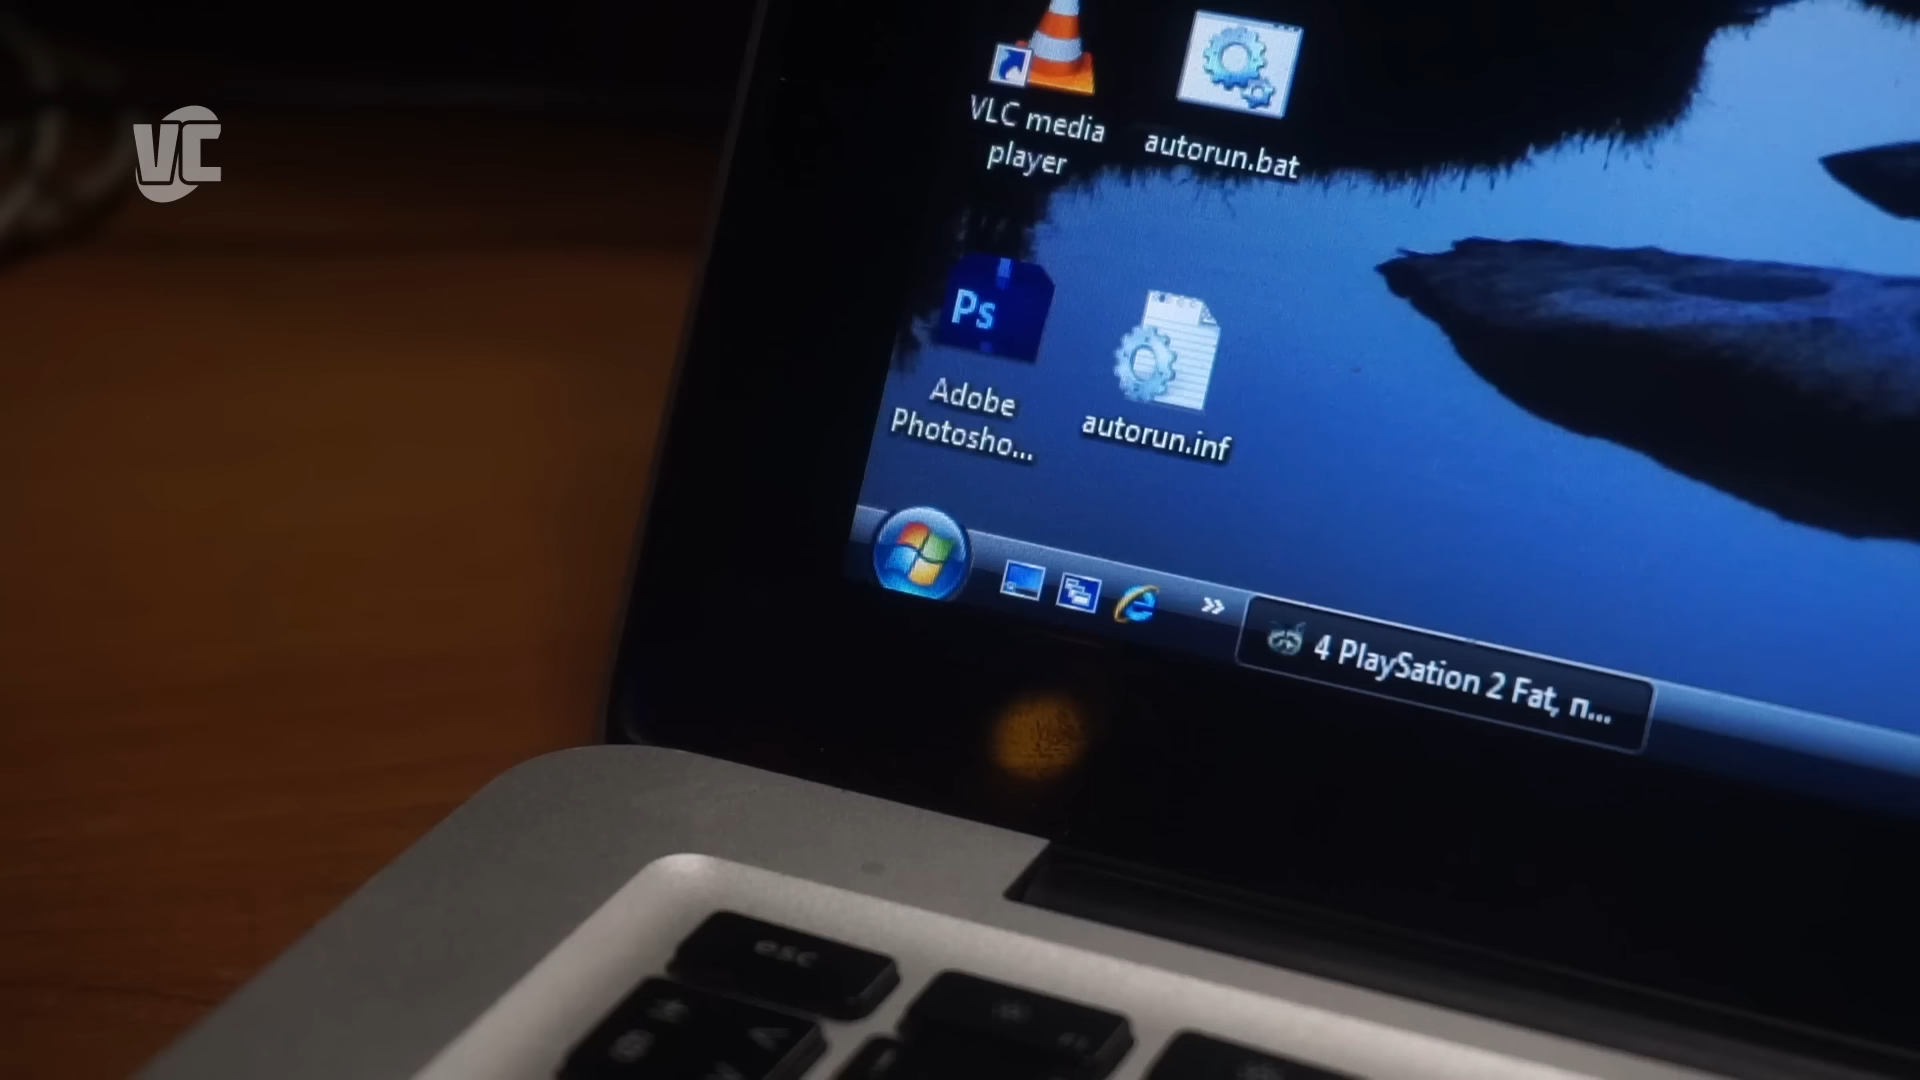 VC
VLC media
player
autorun.bat
Ps
Adobe
Photosho...
autorun.inf
4 PlaySation 2 Fat, п...
esc